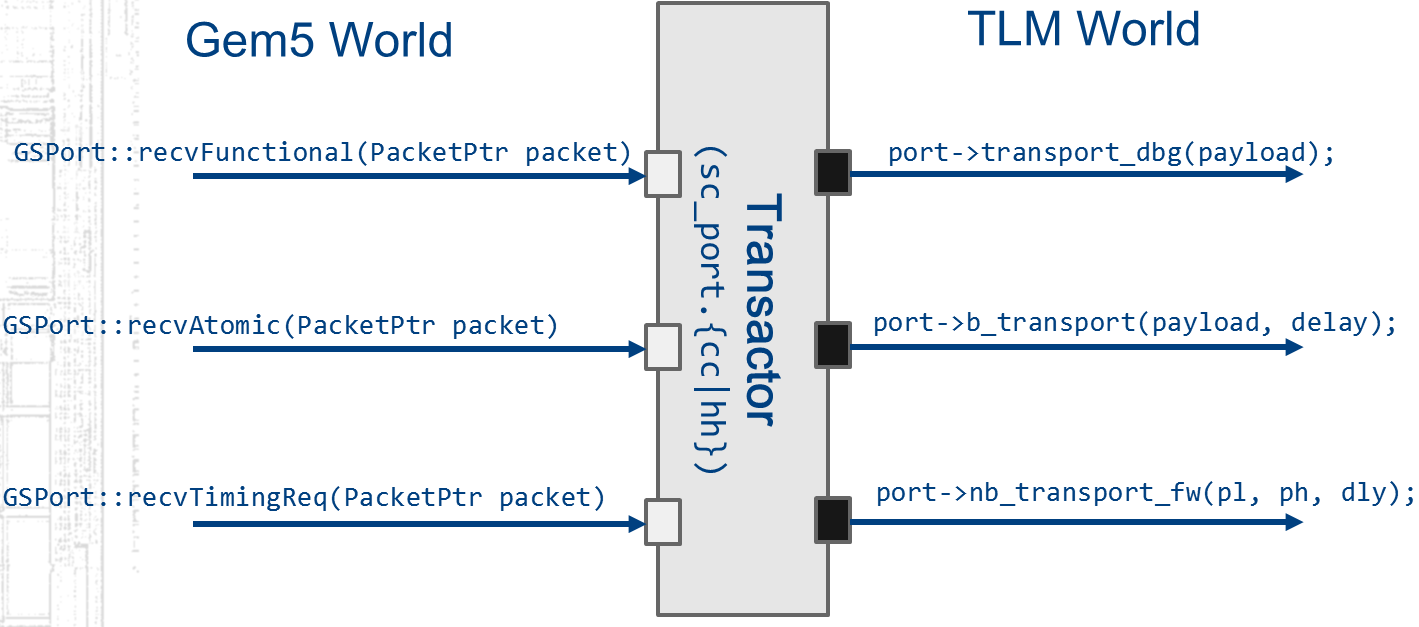 Gem5 World
TLM World
GSPort::recvFunctional(PacketPtr packet)
port->transport_dbg(payload);
GSPort::recvAtomic(PacketPtr packet)
port->b_transport(payload, delay);
GSPort::recvTimingReq(PacketPtr packet)
port->nb_transport_fw(pl, ph, dly);
Transactor
(sc_port.{cc|hh})